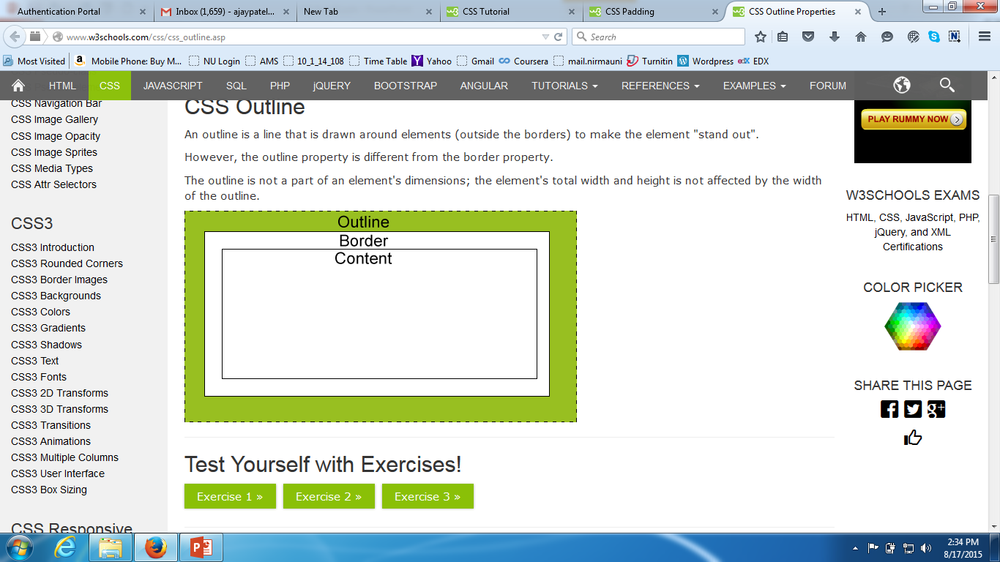 Authentication Portal
Inbox (1,659) - ajaypatel...
New Tab
CSS Tutorial
CSS Padding
CSS Outline Properties
www.w3schools.com/css/css_outline.asp
Search
Most Visited
Mobile Phone: Buy M...
NU Login
AMS
10_1_14_108
Time Table
Yahoo
Gmail
Coursera
mail.nirmauni
Turnitin
Wordpress
EDX
HTML
CSS
JAVASCRIPT
SQL
PHP
jQUERY
BOOTSTRAP
ANGULAR
TUTORIALS
REFERENCES
EXAMPLES
FORUM
CSS Navigation Bar
CSS Image Gallery
CSS Image Opacity
CSS Image Sprites
CSS Media Types
CSS Attr Selectors
CSS3
CSS3 Introduction
CSS3 Rounded Corners
CSS3 Border Images
CSS3 Backgrounds
CSS3 Colors
CSS3 Gradients
CSS3 Shadows
CSS3 Text
CSS3 Fonts
CSS3 2D Transforms
CSS3 3D Transforms
CSS3 Transitions
CSS3 Animations
CSS3 Multiple Columns
CSS3 User Interface
CSS3 Box Sizing
CSS Responsive
CSS Outline
An outline is a line that is drawn around elements (outside the borders) to make the element "stand out".
However, the outline property is different from the border property.
The outline is not a part of an element's dimensions; the element's total width and height is not affected by the width
of the outline.
Outline
Border
Content
Test Yourself with Exercises!
Exercise 1 »
Exercise 2 »
Exercise 3 »
PLAY RUMMY NOW
W3SCHOOLS EXAMS
HTML, CSS, JavaScript, PHP,
jQuery, and XML
Certifications
COLOR PICKER
SHARE THIS PAGE
2:34 PM
8/17/2015